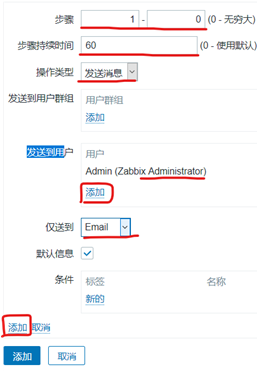 步骤 1 - 0 (0 - 无穷大)
步骤持续时间 60 (0 - 使用默认)
操作类型 发送消息
发送到用户群组 用户群组
添加
发送到用户 用户
Admin (Zabbix Administrator)
添加
仅送到 Email
默认信息
条件 标签 名称
新的
添加 取消
添加 取消